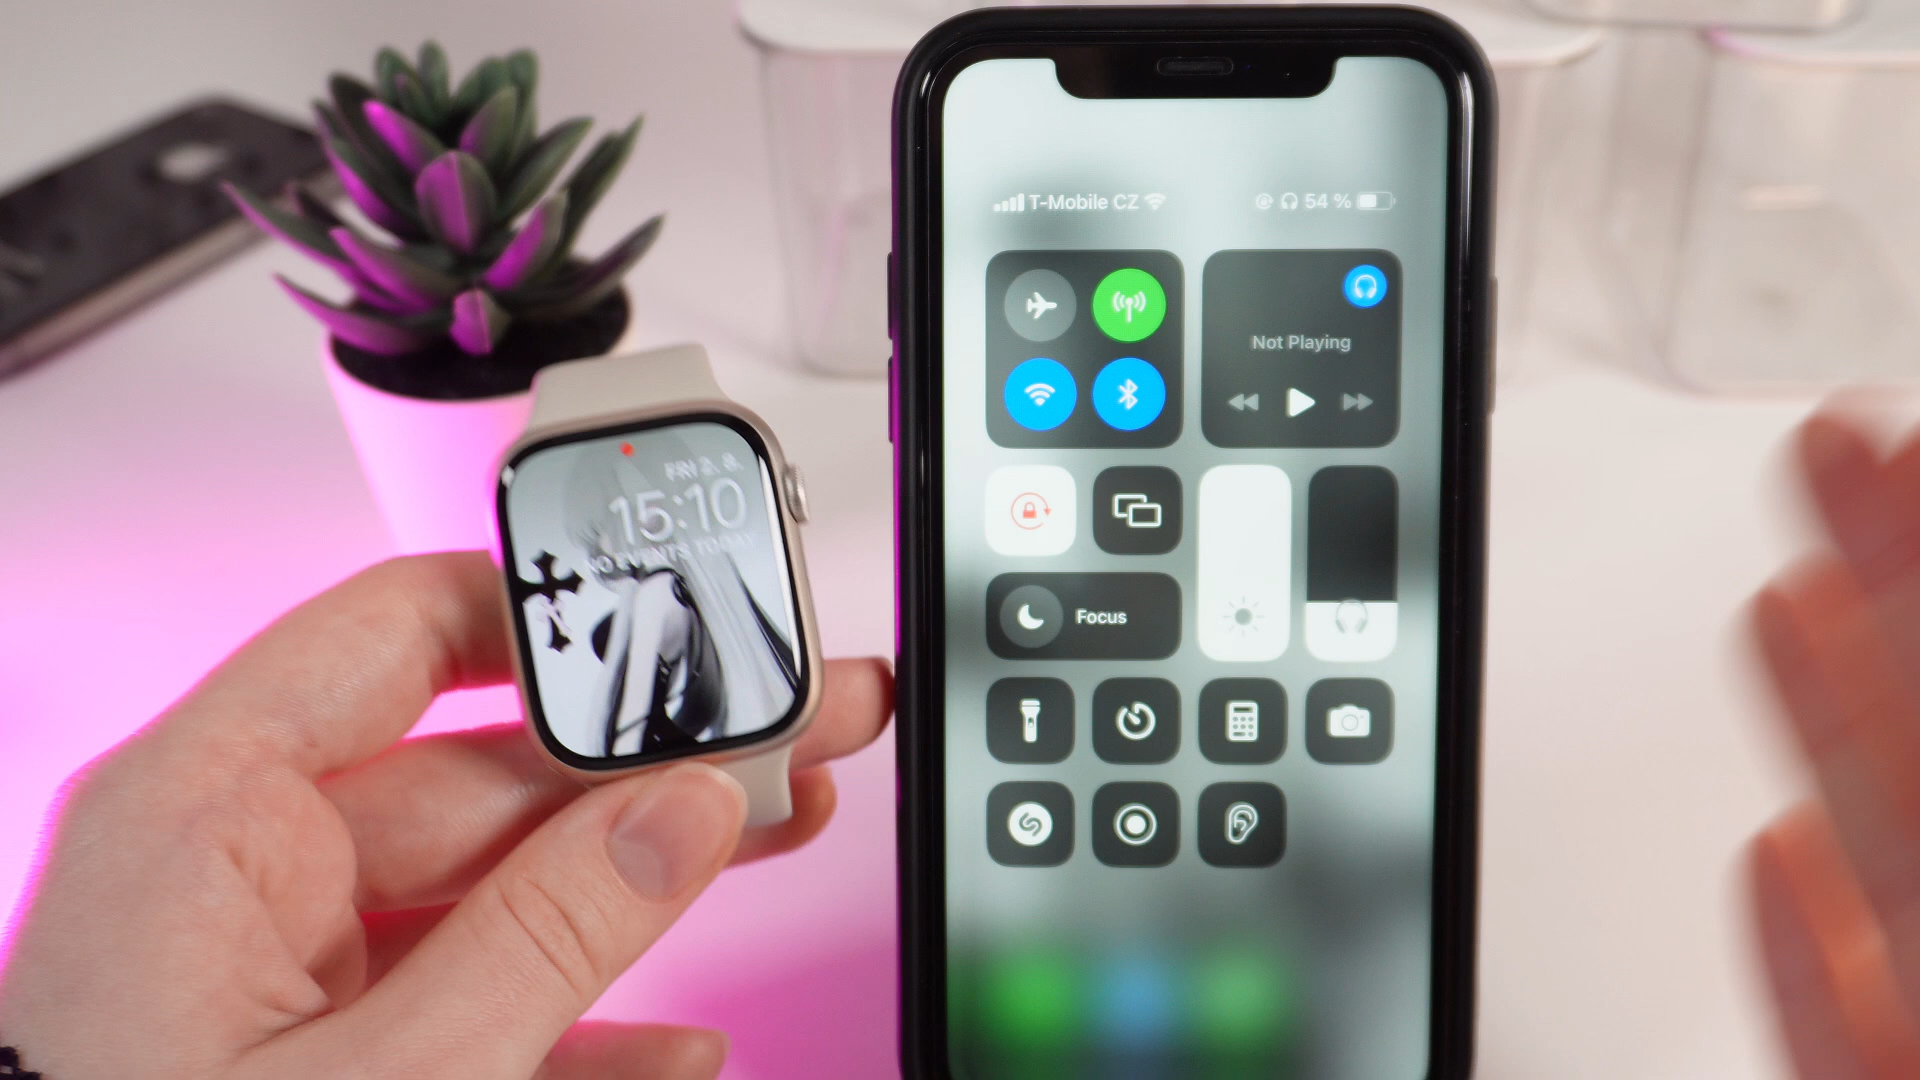 FRI 2. 8.
15:10
NO EVENTS TODAY
T-Mobile CZ
54 %
Not Playing
Focus